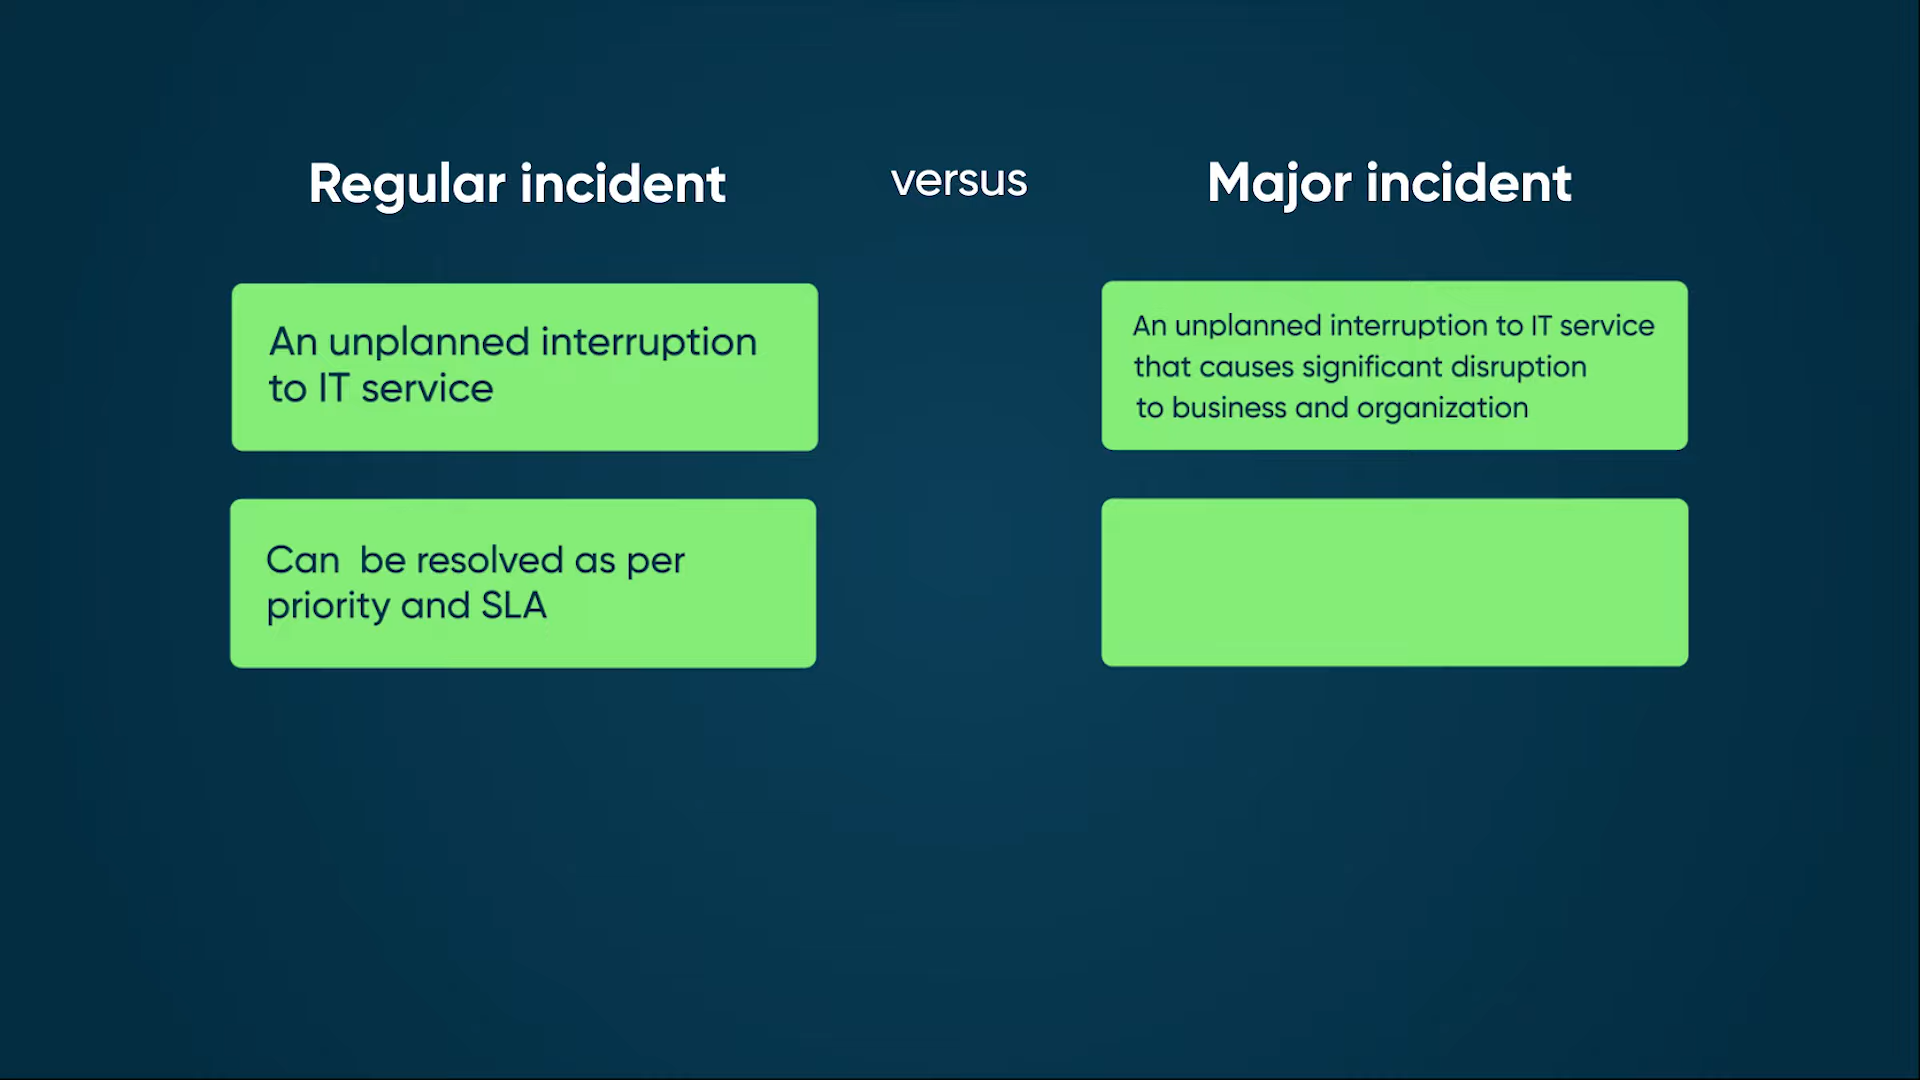 Regular incident
versus
Major incident
An unplanned interruption
to IT service
An unplanned interruption to IT service
that causes significant disruption
to business and organization
Can  be resolved as per
priority and SLA